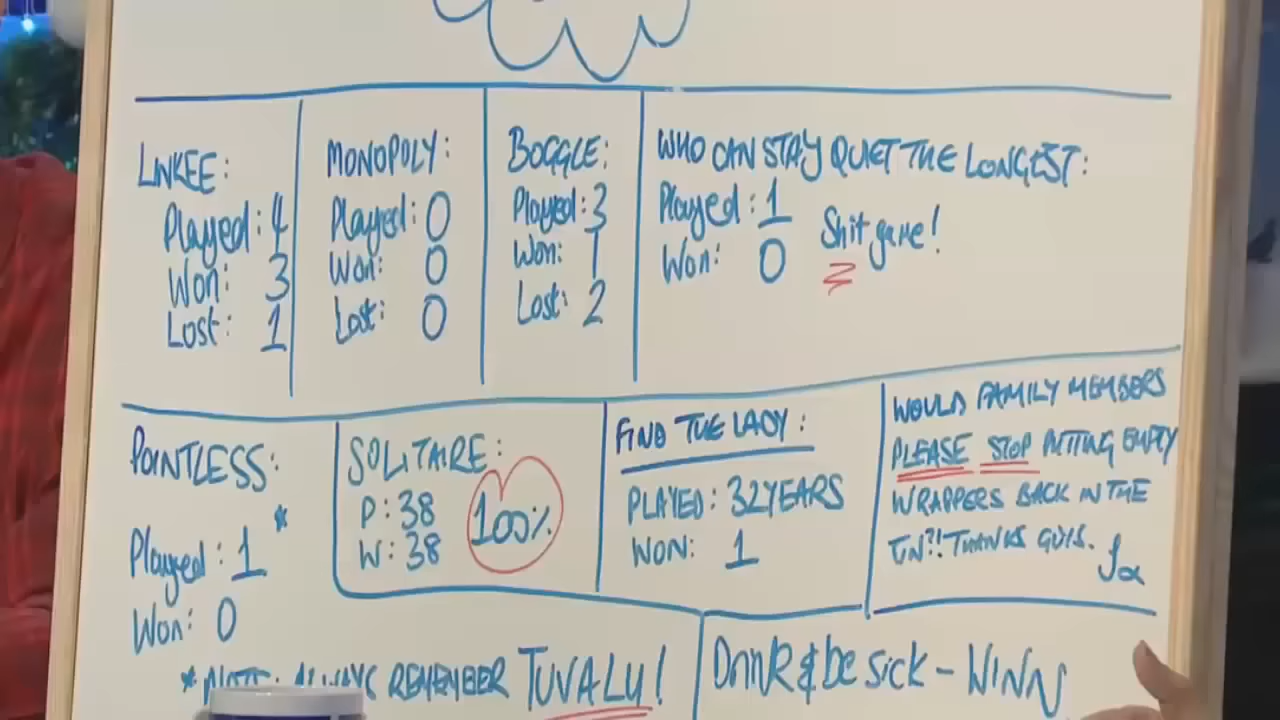 LINKEE:
Played: 4
Won: 3
Lost: 1
MONOPOLY:
Played: 0
Won: 0
Lost: 0
BOGGLE:
Played: 3
Won: 1
Lost: 2
WHO CAN STAY QUIET THE LONGEST:
Played: 1
Won: 0
Shit game!
POINTLESS:
Played: 1 *
Won: 0
SOLITAIRE:
P: 38
W: 38
100%
FIND THE LADY:
PLAYED: 32 YEARS
WON: 1
WOULD FAMILY MEMBERS
PLEASE STOP PUTTING EMPTY
WRAPPERS BACK IN THE
TIN?! THANKS GUYS.
* NOTE: ALWAYS REMEMBER TUVALU!
Drink & be sick - WINN